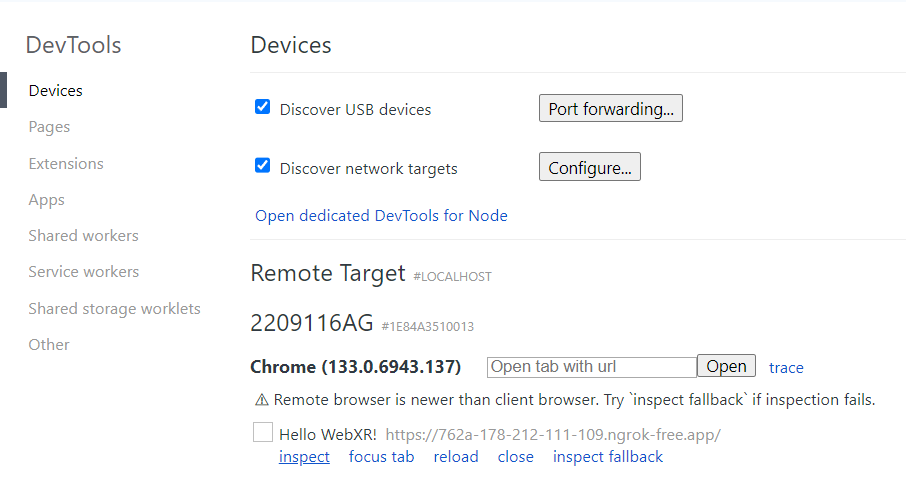 DevTools
Devices
Pages
Extensions
Apps
Shared workers
Service workers
Shared storage worklets
Other
Devices
Discover USB devices Port forwarding...
Discover network targets Configure...
Open dedicated DevTools for Node
Remote Target #LOCALHOST
2209116AG #1E84A3510013
Chrome (133.0.6943.137) Open tab with url Open trace
⚠ Remote browser is newer than client browser. Try `inspect fallback` if inspection fails.
Hello WebXR! https://762a-178-212-111-109.ngrok-free.app/
inspect focus tab reload close inspect fallback